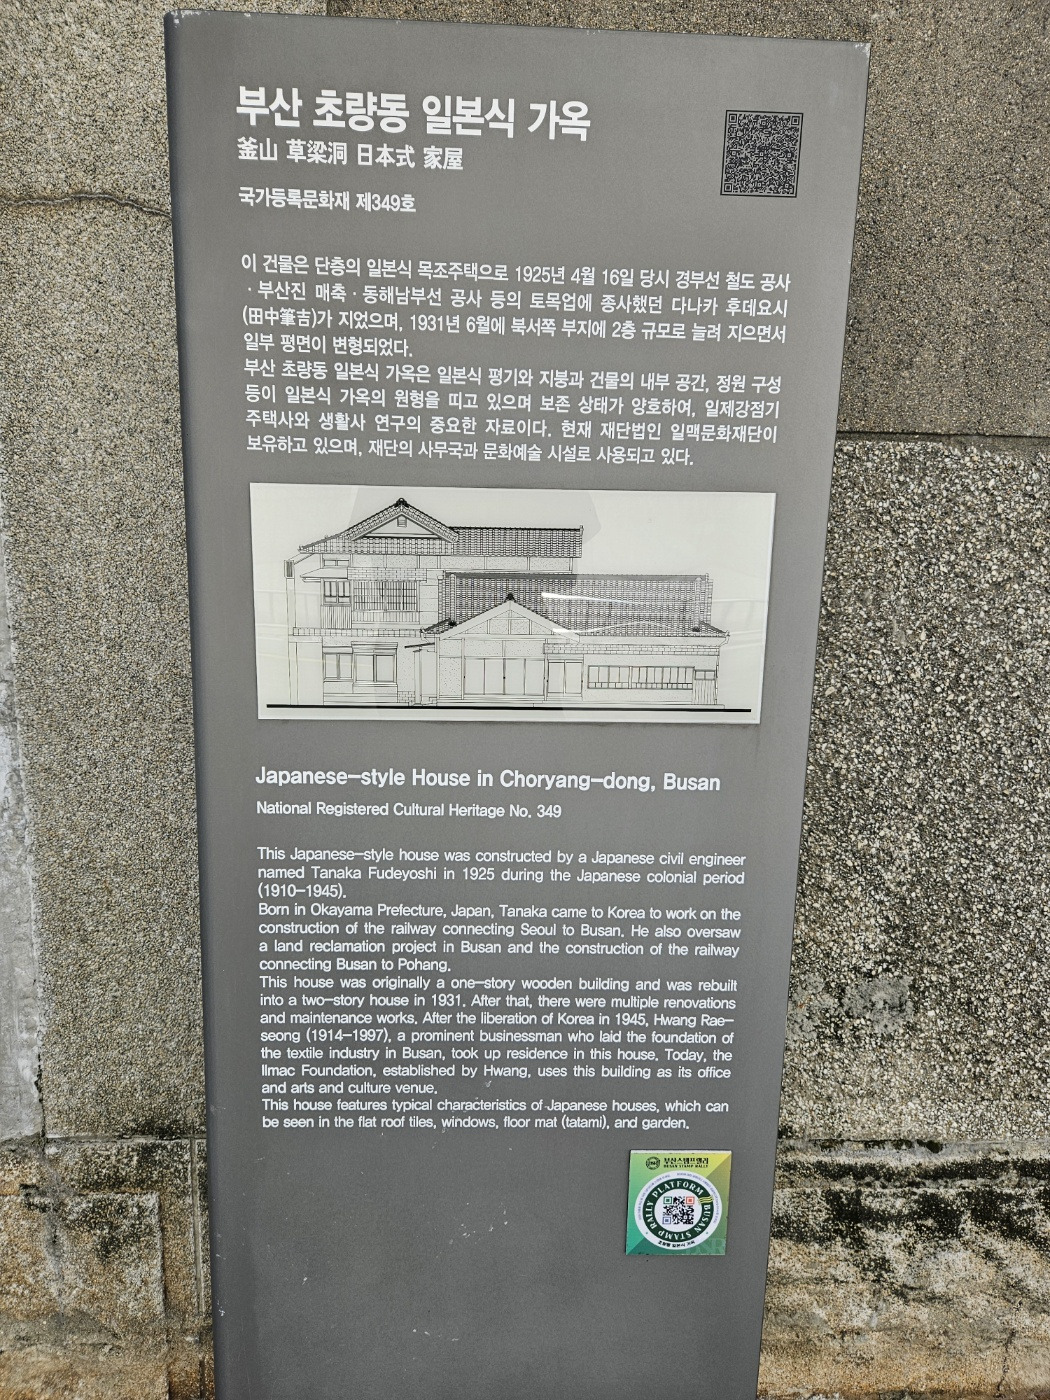 부산 초량동 일본식 가옥
釜山 草梁洞 日本式 家屋
국가등록문화재 제349호
이 건물은 단층의 일본식 목조주택으로 1925년 4월 16일 당시 경부선 철도 공사
· 부산진 매축 · 동해남부선 공사 등의 토목업에 종사했던 다나카 후데요시
(田中筆吉)가 지었으며, 1931년 6월에 북서쪽 부지에 2층 규모로 늘려 지으면서
일부 평면이 변형되었다.
부산 초량동 일본식 가옥은 일본식 평기와 지붕과 건물의 내부 공간, 정원 구성
등이 일본식 가옥의 원형을 띠고 있으며 보존 상태가 양호하여, 일제강점기
주택사와 생활사 연구의 중요한 자료이다. 현재 재단법인 일맥문화재단이
보유하고 있으며, 재단의 사무국과 문화예술 시설로 사용되고 있다.
Japanese-style House in Choryang-dong, Busan
National Registered Cultural Heritage No. 349
This Japanese-style house was constructed by a Japanese civil engineer
named Tanaka Fudeyoshi in 1925 during the Japanese colonial period
(1910-1945).
Born in Okayama Prefecture, Japan, Tanaka came to Korea to work on the
construction of the railway connecting Seoul to Busan. He also oversaw
a land reclamation project in Busan and the construction of the railway
connecting Busan to Pohang.
This house was originally a one-story wooden building and was rebuilt
into a two-story house in 1931. After that, there were multiple renovations
and maintenance works. After the liberation of Korea in 1945, Hwang Rae-
seong (1914-1997), a prominent businessman who laid the foundation of
the textile industry in Busan, took up residence in this house. Today, the
Ilmac Foundation, established by Hwang, uses this building as its office
and arts and culture venue.
This house features typical characteristics of Japanese houses, which can
be seen in the flat roof tiles, windows, floor mat (tatami), and garden.
부산스탬프랠리
BUSAN STAMP RALLY
BUSAN STAMP RALLY PLATFORM